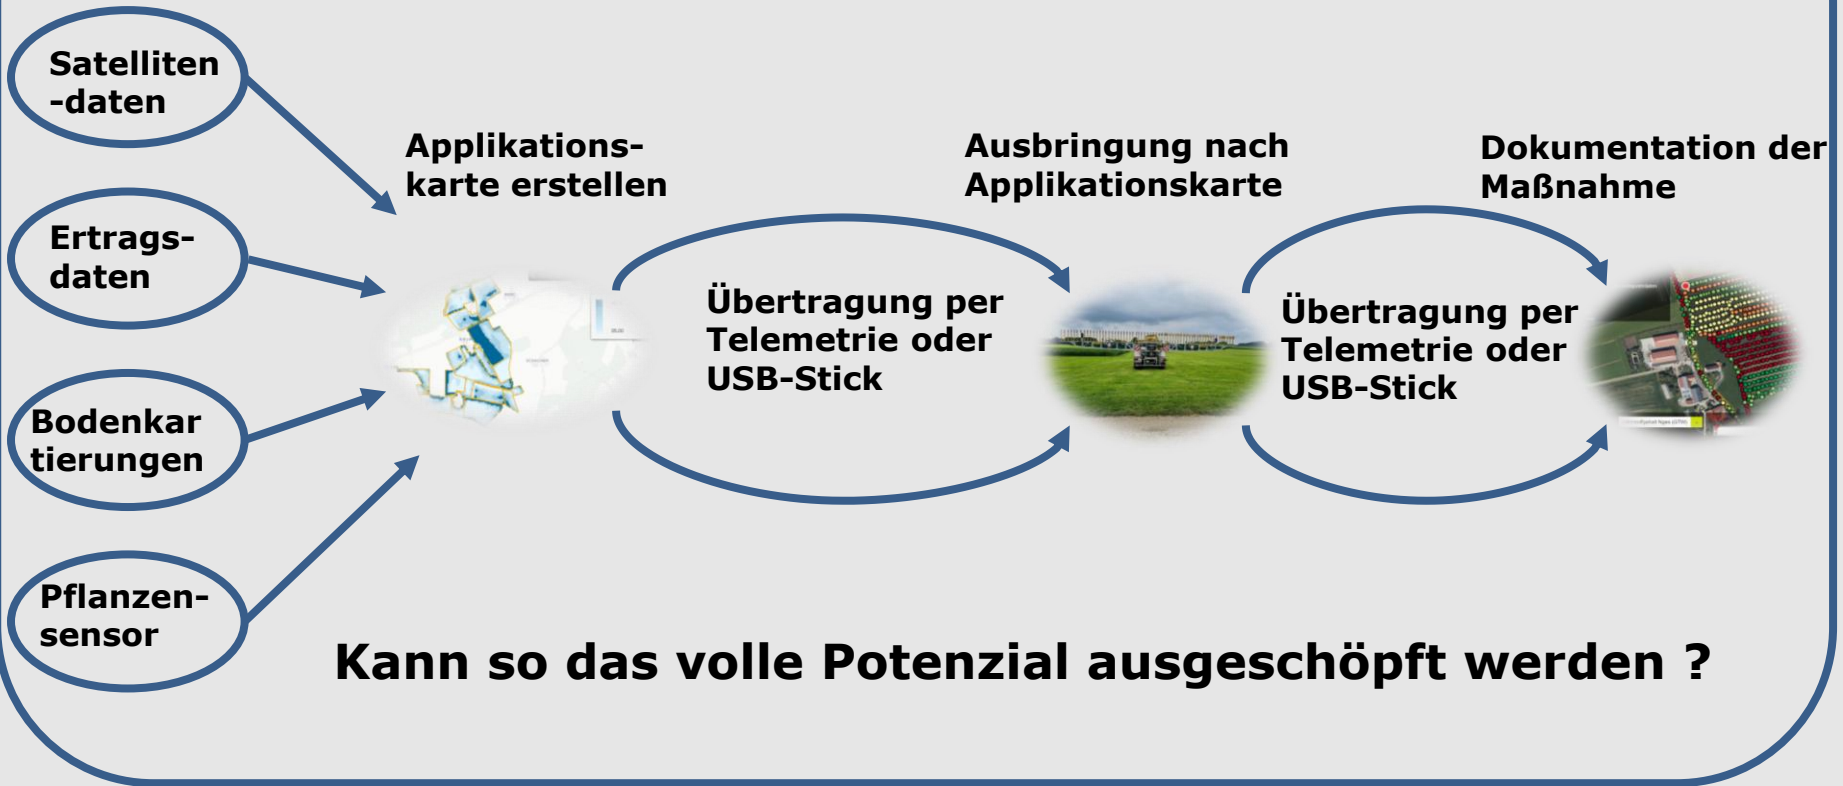 Satelliten
-daten
Ertrags-
daten
Bodenkar
tierungen
Pflanzen-
sensor
Applikations-
karte erstellen
Übertragung per
Telemetrie oder
USB-Stick
Ausbringung nach
Applikationskarte
Übertragung per
Telemetrie oder
USB-Stick
Dokumentation der
Maßnahme
Kann so das volle Potenzial ausgeschöpft werden ?